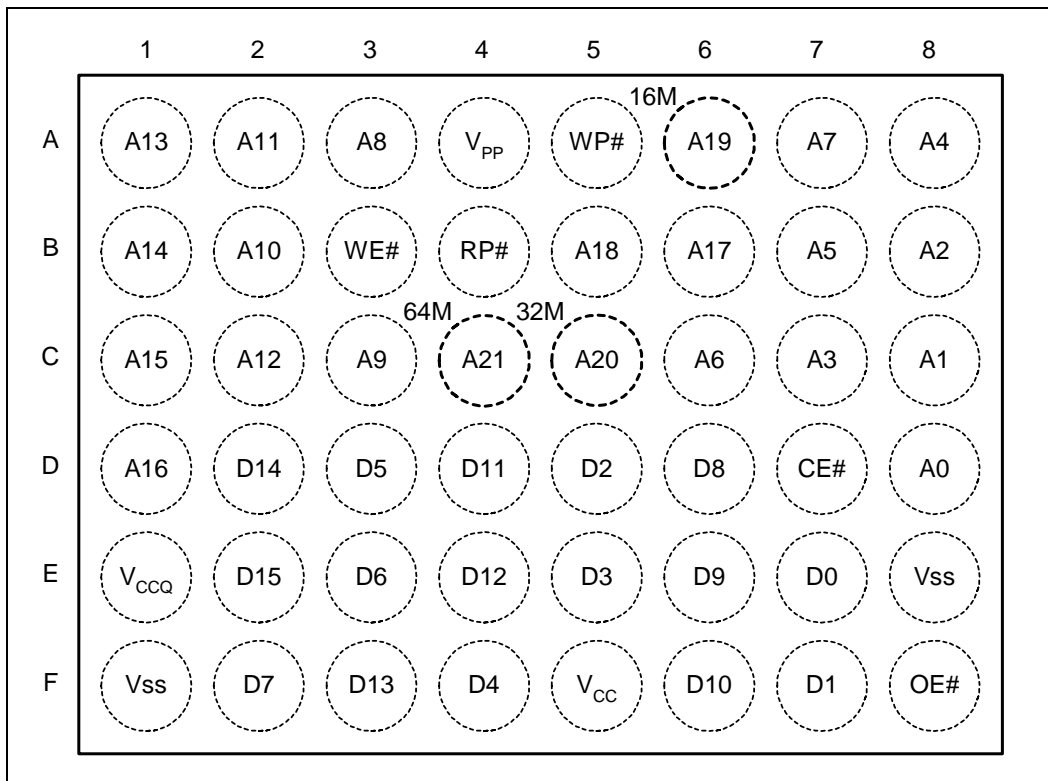 1 2 3 4 5 6 7 8
16M
A A13 A11 A8 VPP WP# A19 A7 A4
B A14 A10 WE# RP# A18 A17 A5 A2
64M 32M
C A15 A12 A9 A21 A20 A6 A3 A1
D A16 D14 D5 D11 D2 D8 CE# A0
E VCCQ D15 D6 D12 D3 D9 D0 Vss
F Vss D7 D13 D4 VCC D10 D1 OE#